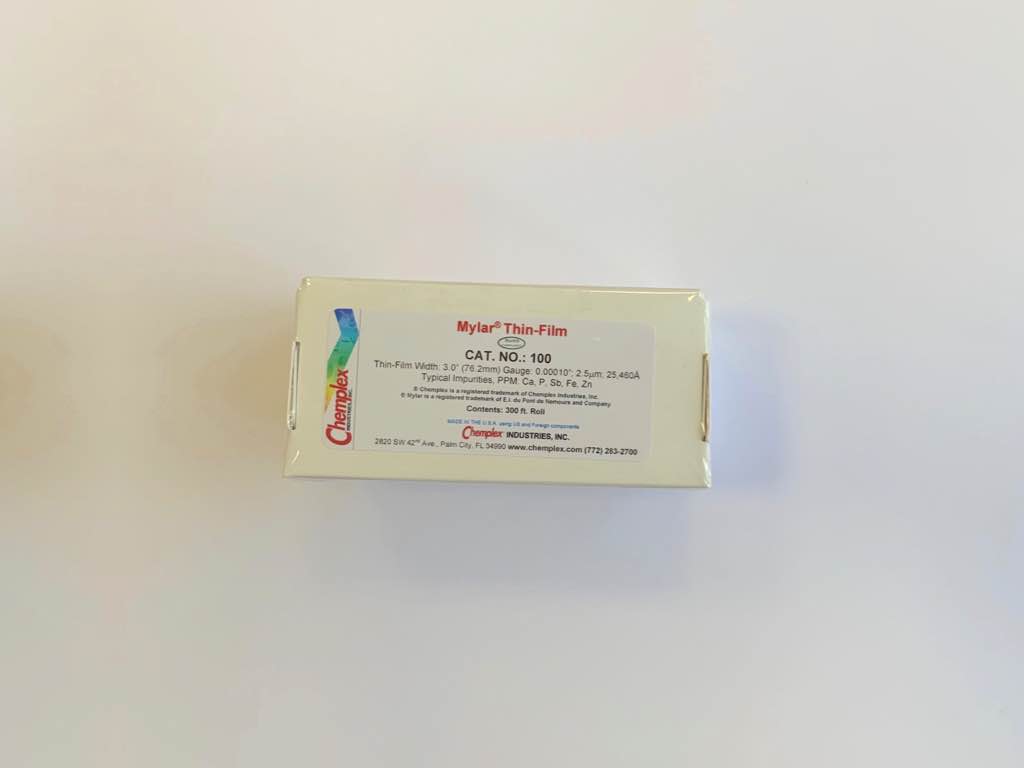 Mylar® Thin-Film
CAT. NO.: 100
Thin-Film Width: 3.0" (76.2mm) Gauge: 0.00010"; 2.5µm; 25,460Å
Typical Impurities, PPM: Ca, P, Sb, Fe, Zn
® Chemplex is a registered trademark of Chemplex Industries, Inc.
® Mylar is a registered trademark of E.I. du Pont de Nemours and Company
Contents: 300 ft. Roll
MADE IN THE U.S.A. using US and Foreign components
Chemplex INDUSTRIES, INC.
2820 SW 42nd Ave., Palm City, FL 34990 www.chemplex.com (772) 283-2700
Chemplex
INDUSTRIES, INC.